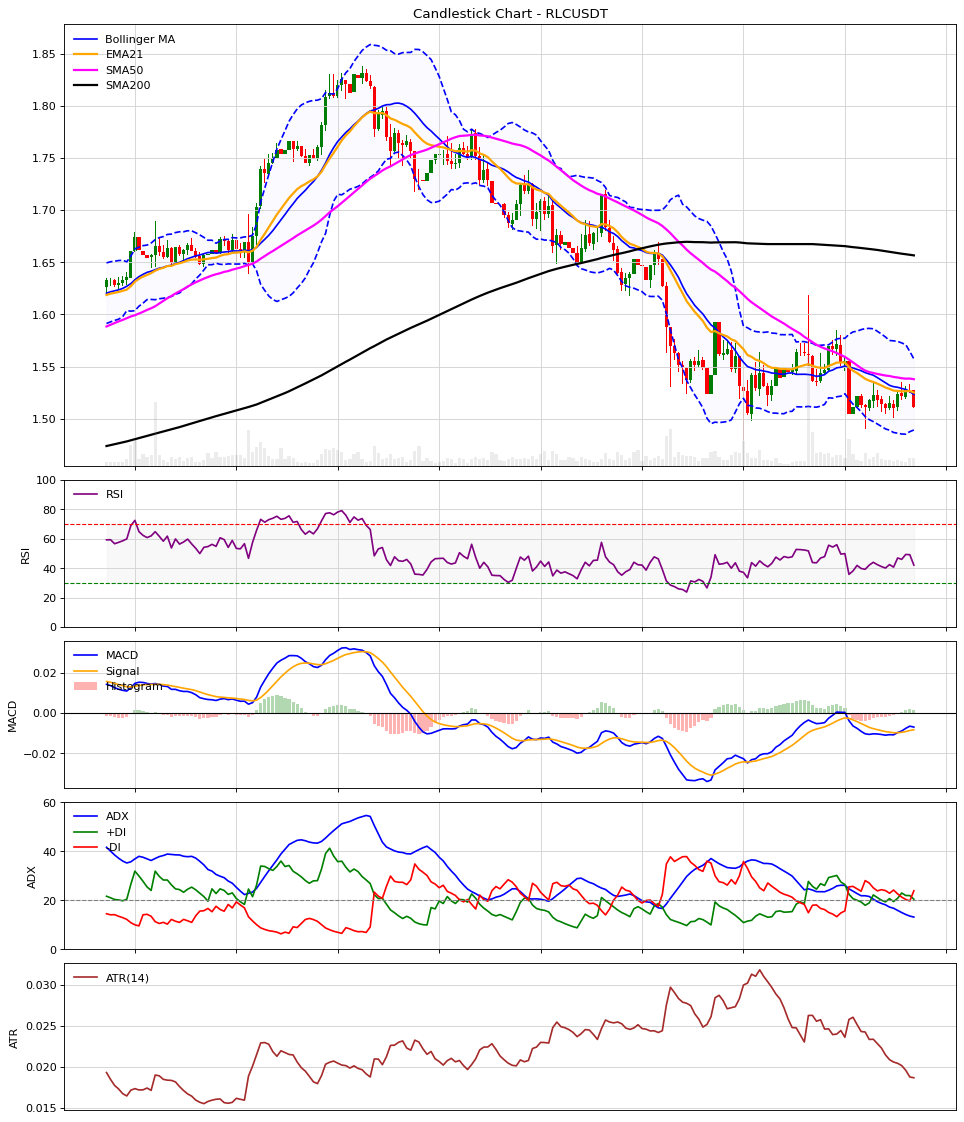 Candlestick Chart - RLCUSDT
Bollinger MA
EMA21
SMA50
SMA200
1.85
1.80
1.75
1.70
1.65
1.60
1.55
1.50
RSI
RSI
100
80
60
40
20
0
MACD
Signal
Histogram
MACD
0.02
0.00
−0.02
ADX
+DI
-DI
ADX
60
40
20
0
ATR(14)
ATR
0.030
0.025
0.020
0.015